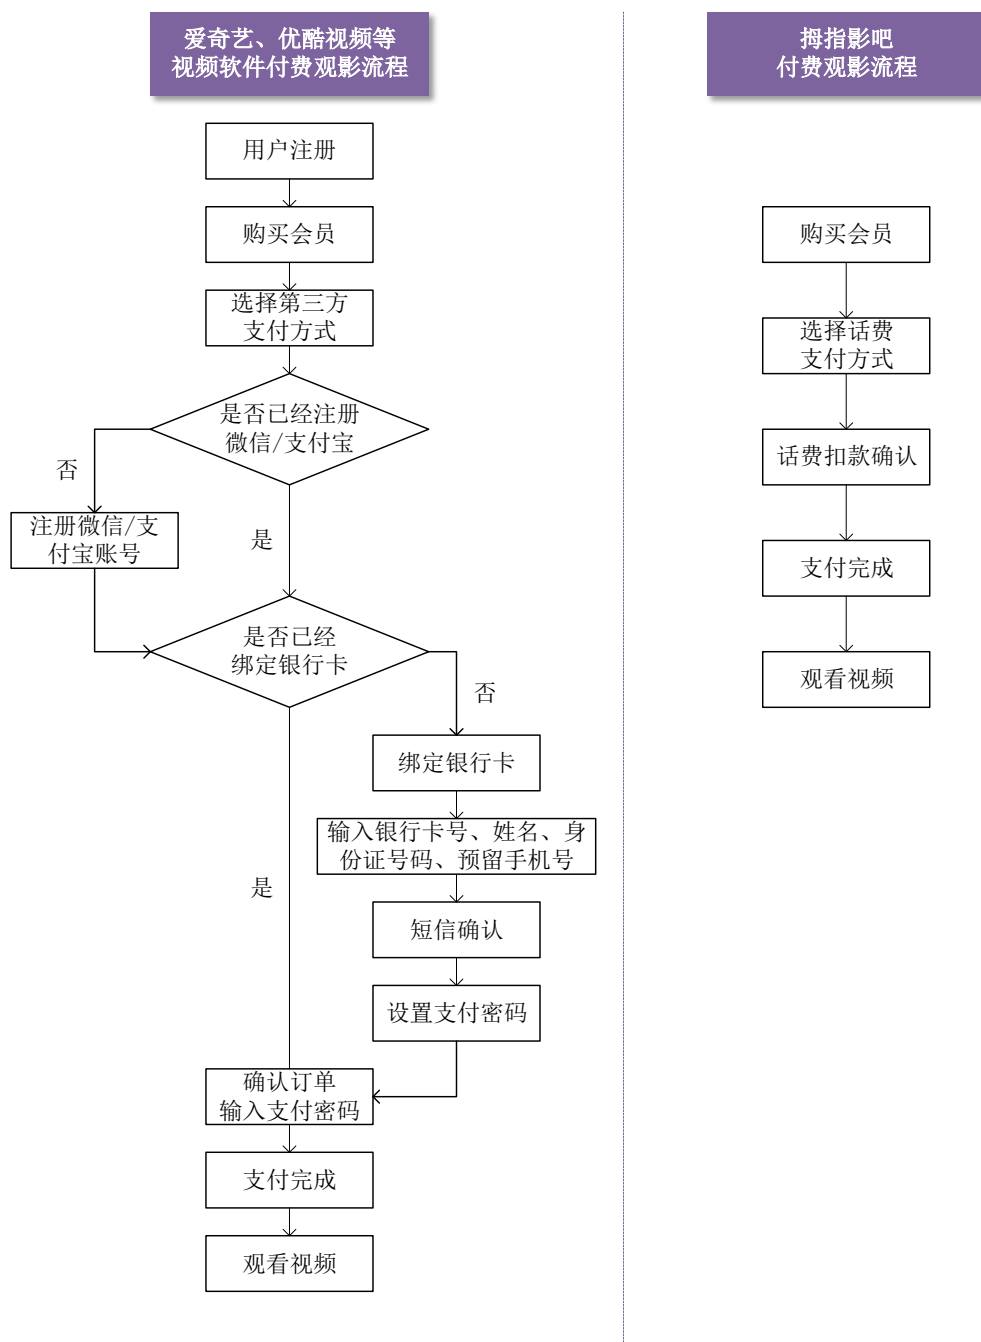 爱奇艺、优酷视频等
视频软件付费观影流程
用户注册
购买会员
选择第三方
支付方式
是否已经注册
微信/支付宝
否
注册微信/支
付宝账号
是
是否已经
绑定银行卡
否
绑定银行卡
输入银行卡号、姓名、身
份证号码、预留手机号
是
短信确认
设置支付密码
确认订单
输入支付密码
支付完成
观看视频
拇指影吧
付费观影流程
购买会员
选择话费
支付方式
话费扣款确认
支付完成
观看视频